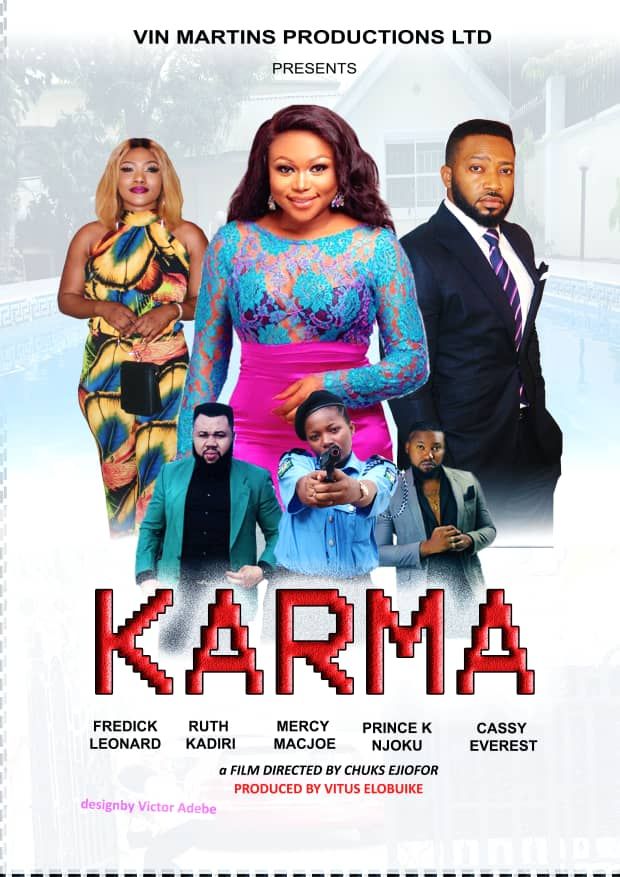 VIN MARTINS PRODUCTIONS LTD
PRESENTS
KARMA
FREDICK LEONARD
RUTH KADIRI
MERCY MACJOE
PRINCE K NJOKU
CASSY EVEREST
a FILM DIRECTED BY CHUKS EJIOFOR
PRODUCED BY VITUS ELOBUIKE
designby Victor Adebe